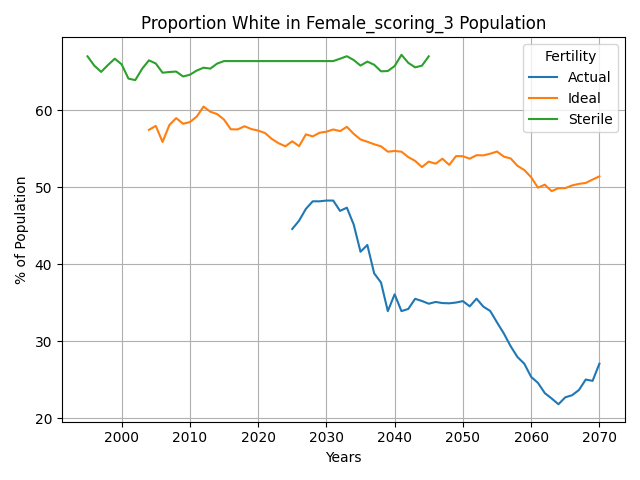 Proportion White in Female_scoring_3 Population
Fertility
Actual
Ideal
Sterile
% of Population
60
50
40
30
20
2000 2010 2020 2030 2040 2050 2060 2070
Years